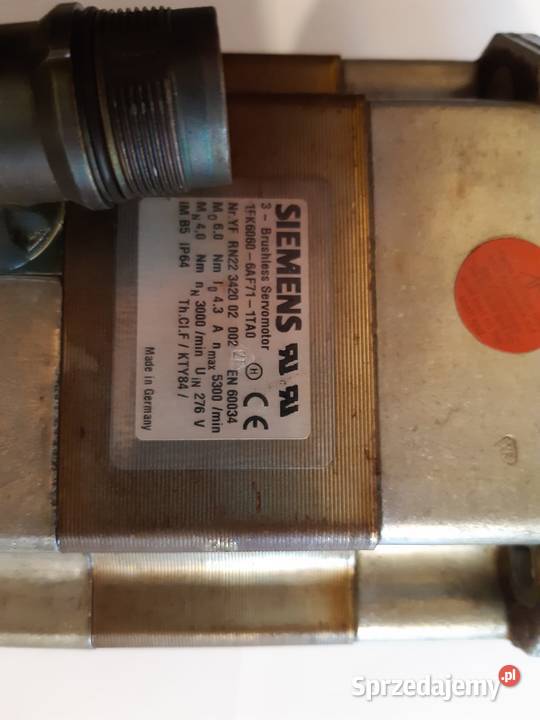 SIEMENS
3 - Brushless Servomotor
1FK6060-6AF71-1TA0
Nr.YF RN22 3420 02 002 EN 60034
M0 6.0 Nm I0 4.3 A nmax 5300 /min
MN 4.0 Nm nN 3000 /min UIN 276 V
IM B5 IP64 Th.Cl.F / KTY84 /
Made in Germany
H CE
Sprzedajemy.pl